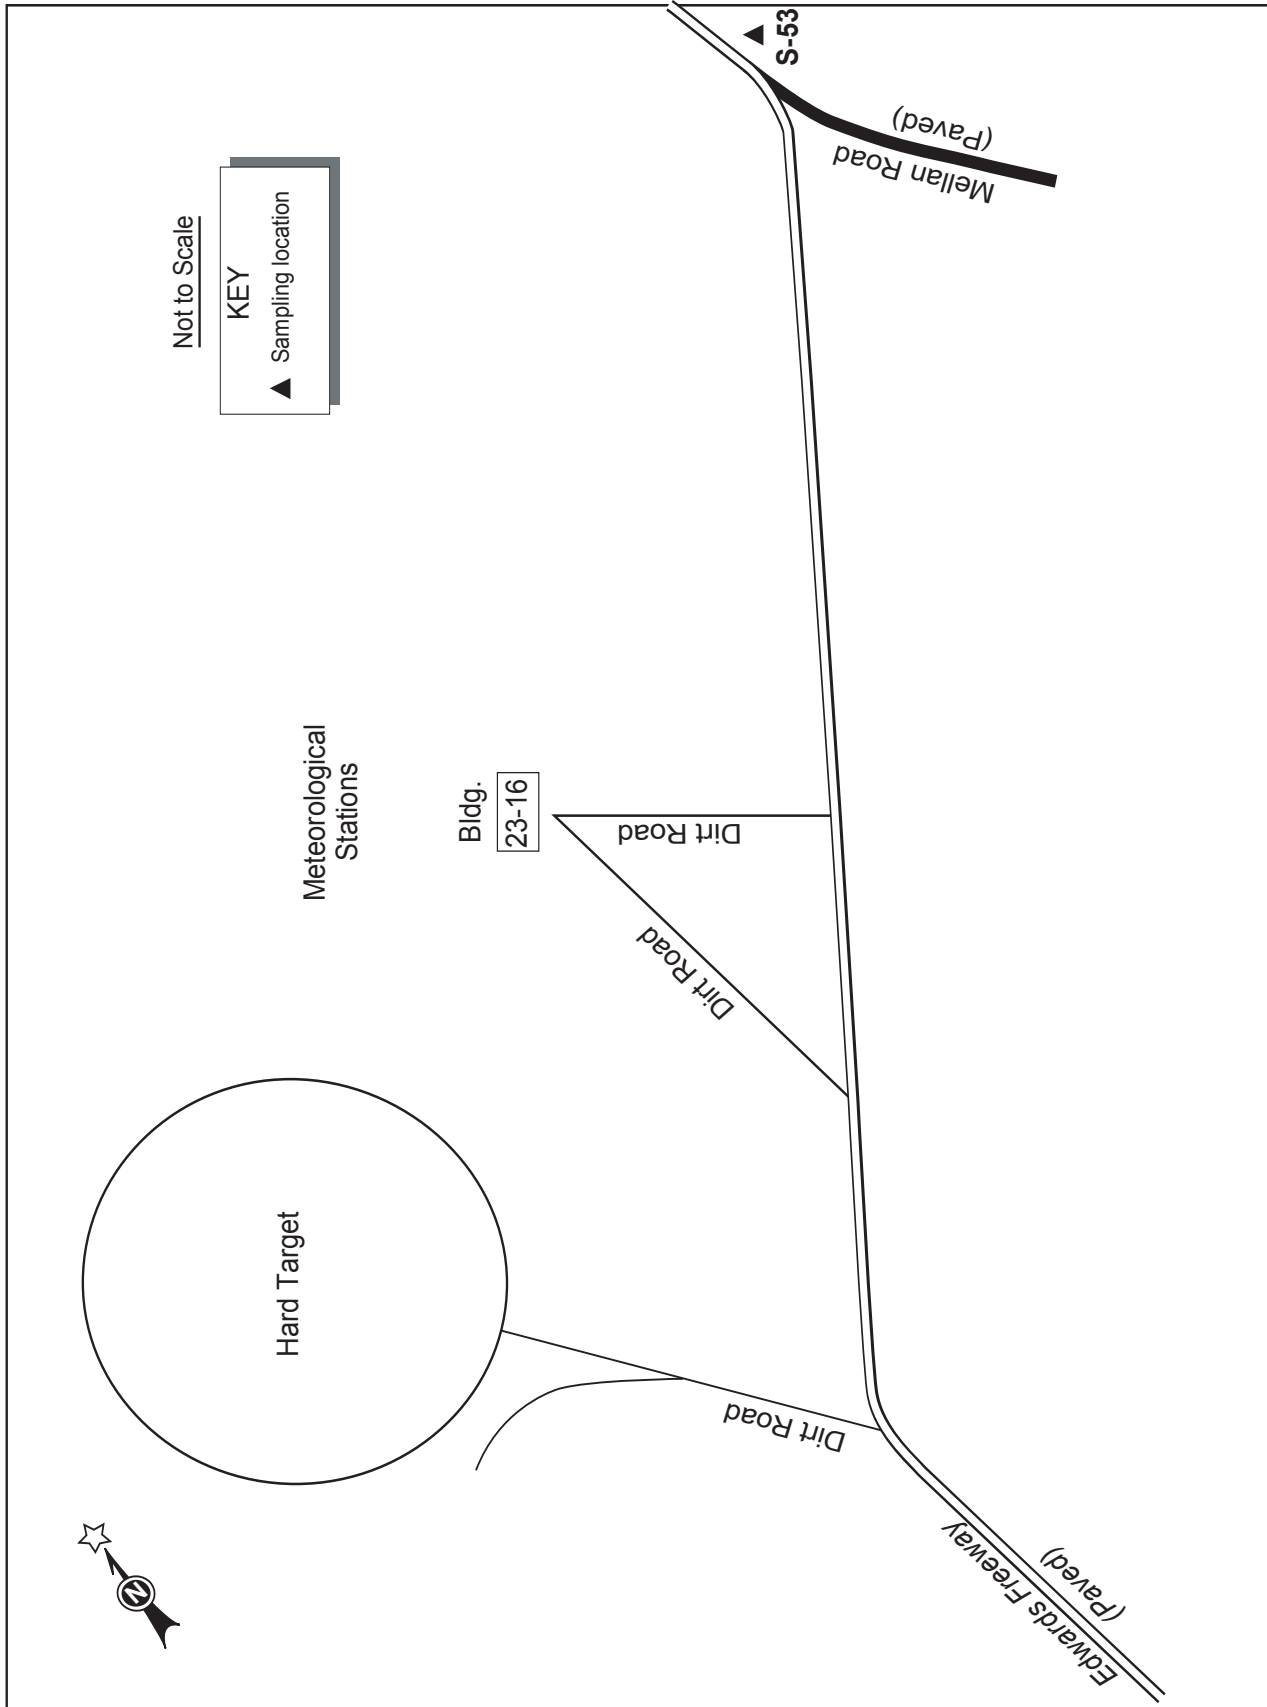 Not to Scale
KEY
Sampling location
S-53
Mellan Road
(Paved)
Meteorological
Stations
Bldg.
23-16
Dirt Road
Dirt Road
Hard Target
Dirt Road
N
Edwards Freeway
(Paved)